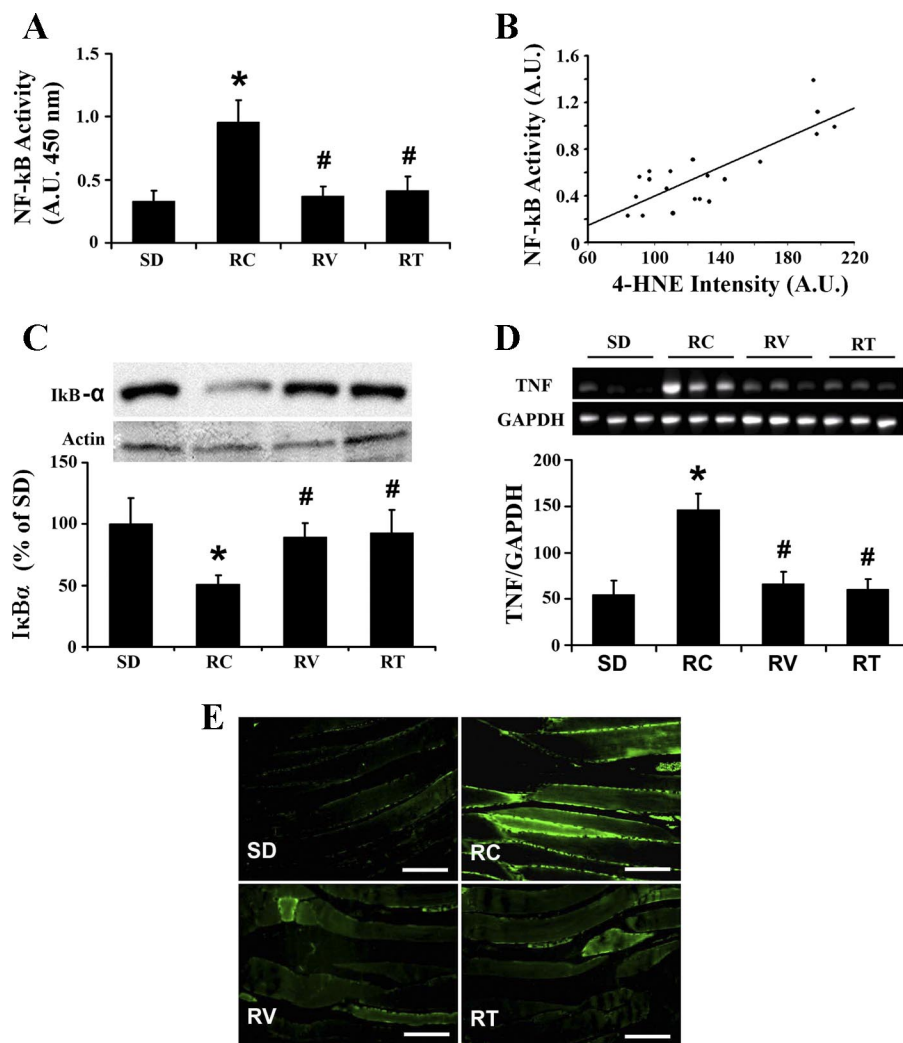 A
NF-kB Activity
(A.U. 450 nm)
1.5
1.0
0.5
0
*
#
#
SD RC RV RT
B
NF-kB Activity (A.U.)
1.6
1.2
0.8
0.4
0
60 100 140 180 220
4-HNE Intensity (A.U.)
C
IkB-α
Actin
IκBα (% of SD)
150
100
50
0
*
#
#
SD RC RV RT
D
SD RC RV RT
TNF
GAPDH
TNF/GAPDH
200
150
100
50
0
*
#
#
SD RC RV RT
E
SD
RC
RV
RT